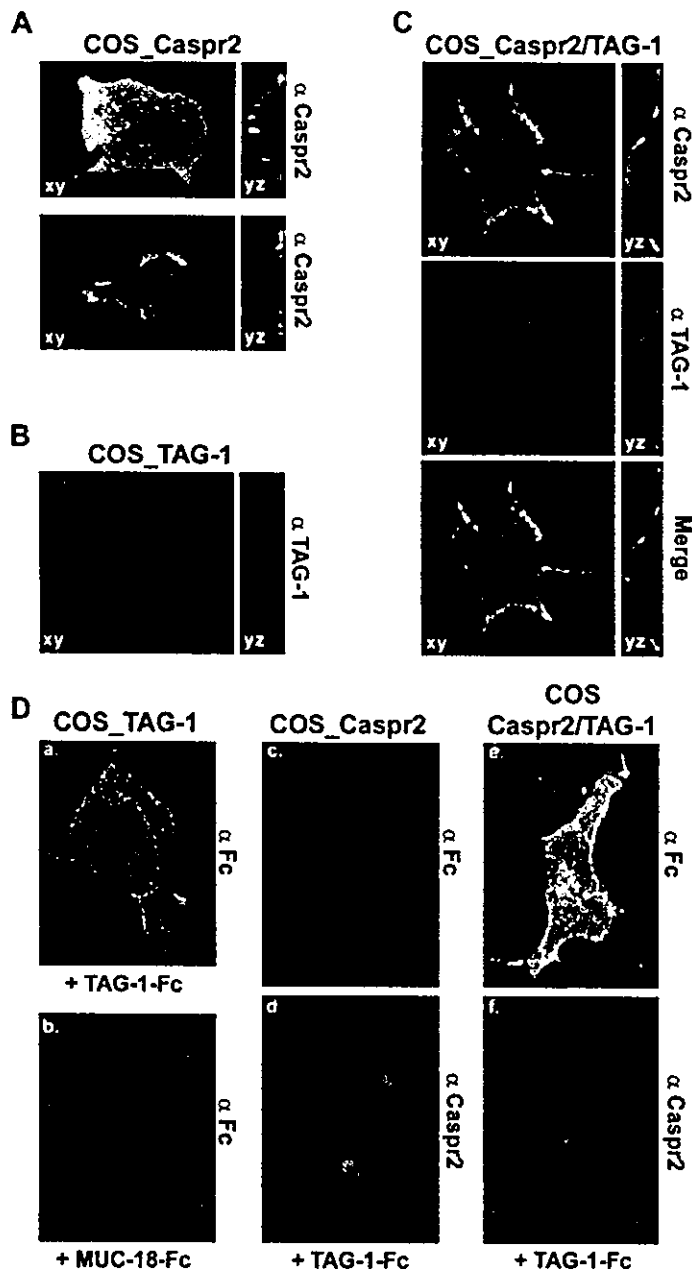 A
COS_Caspr2
xy
yz
α Caspr2
xy
yz
α Caspr2
B
COS_TAG-1
xy
yz
α TAG-1
C
COS_Caspr2/TAG-1
xy
yz
α Caspr2
xy
yz
α TAG-1
xy
yz
Merge
D
COS_TAG-1
a.
α Fc
+ TAG-1-Fc
b.
α Fc
+ MUC-18-Fc
COS_Caspr2
c.
α Fc
d
α Caspr2
+ TAG-1-Fc
COS
Caspr2/TAG-1
e.
α Fc
f.
α Caspr2
+ TAG-1-Fc